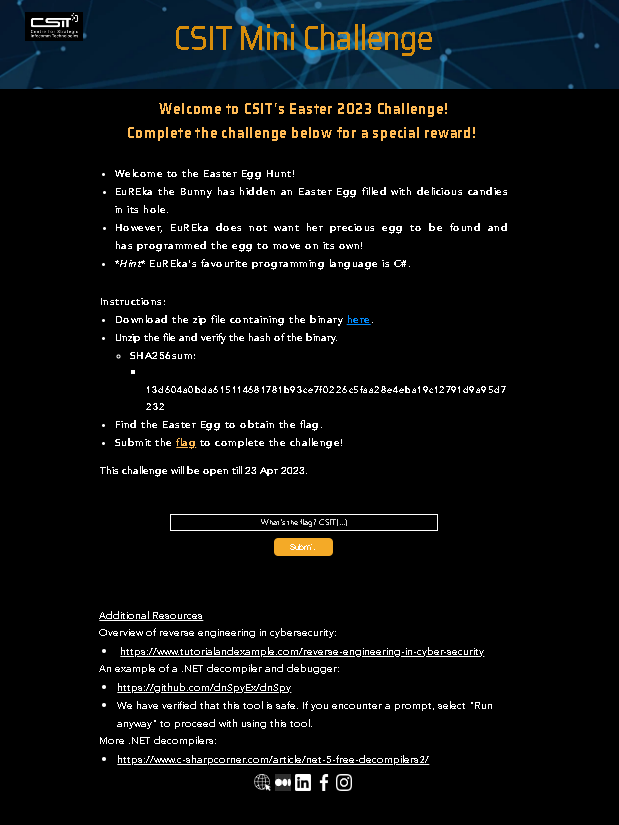 CSIT
Centre for Strategic
Infocomm Technologies
CSIT Mini Challenge
Welcome to CSIT's Easter 2023 Challenge!
Complete the challenge below for a special reward!
• Welcome to the Easter Egg Hunt!
• EuREka the Bunny has hidden an Easter Egg filled with delicious candies
in its hole.
• However, EuREka does not want her precious egg to be found and
has programmed the egg to move on its own!
• *Hint* EuREka's favourite programming language is C#.
Instructions:
• Download the zip file containing the binary here.
• Unzip the file and verify the hash of the binary.
◦ SHA256sum:
▪
13d604a0bda615114681781b93ce7f0226c5faa28e4eba19c12791d9a95d7
232
• Find the Easter Egg to obtain the flag.
• Submit the flag to complete the challenge!
This challenge will be open till 23 Apr 2023.
What's the flag? CSIT{...}
Submit
Additional Resources
Overview of reverse engineering in cybersecurity:
• https://www.tutorialandexample.com/reverse-engineering-in-cyber-security
An example of a .NET decompiler and debugger:
• https://github.com/dnSpyEx/dnSpy
• We have verified that this tool is safe. If you encounter a prompt, select "Run
anyway" to proceed with using this tool.
More .NET decompilers:
• https://www.c-sharpcorner.com/article/net-5-free-decompilers2/